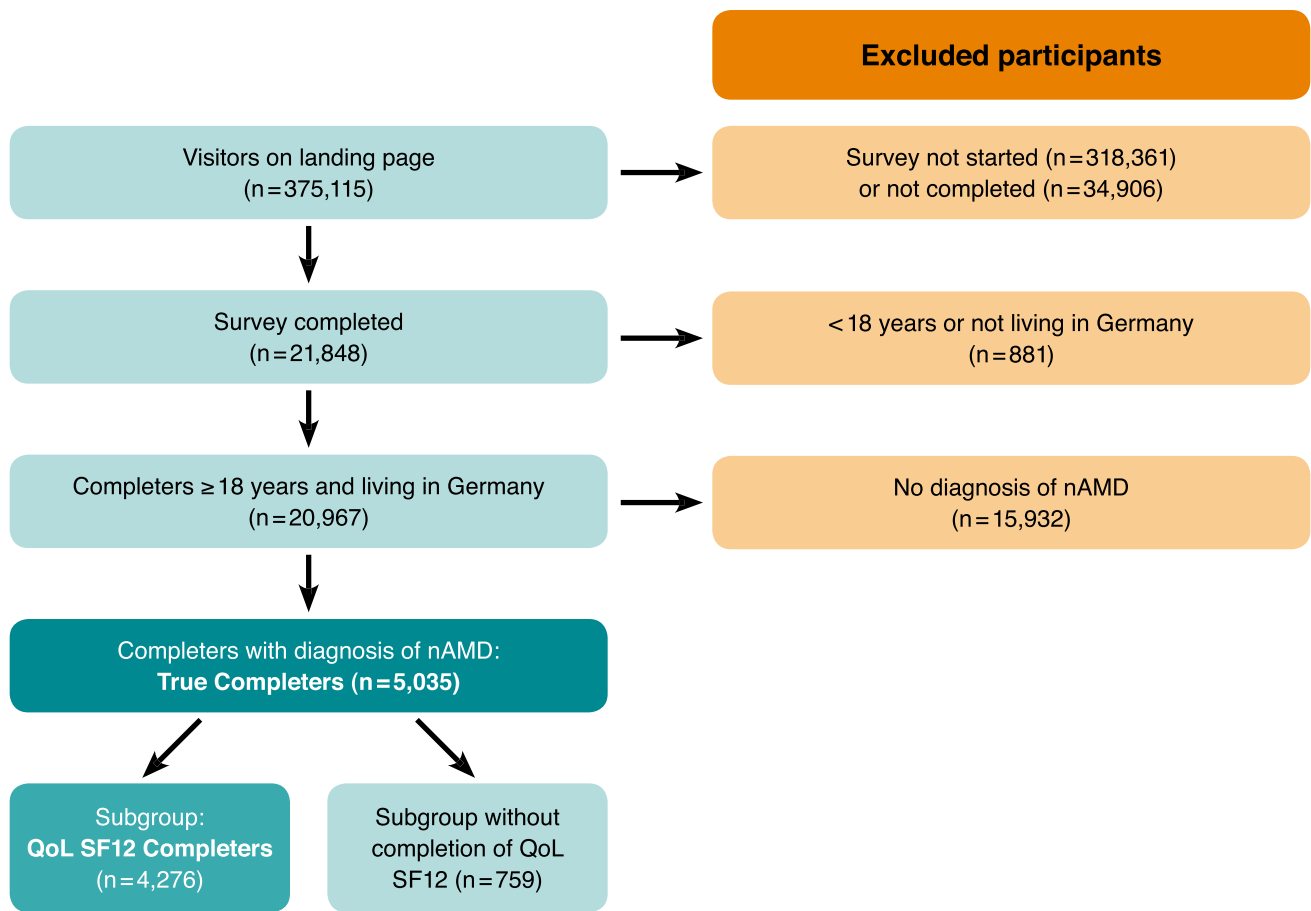 Excluded participants
Visitors on landing page
(n=375,115)
Survey not started (n=318,361)
or not completed (n=34,906)
Survey completed
(n=21,848)
<18 years or not living in Germany
(n=881)
Completers ≥18 years and living in Germany
(n=20,967)
No diagnosis of nAMD
(n=15,932)
Completers with diagnosis of nAMD:
True Completers (n=5,035)
Subgroup:
QoL SF12 Completers
(n=4,276)
Subgroup without
completion of QoL
SF12 (n=759)